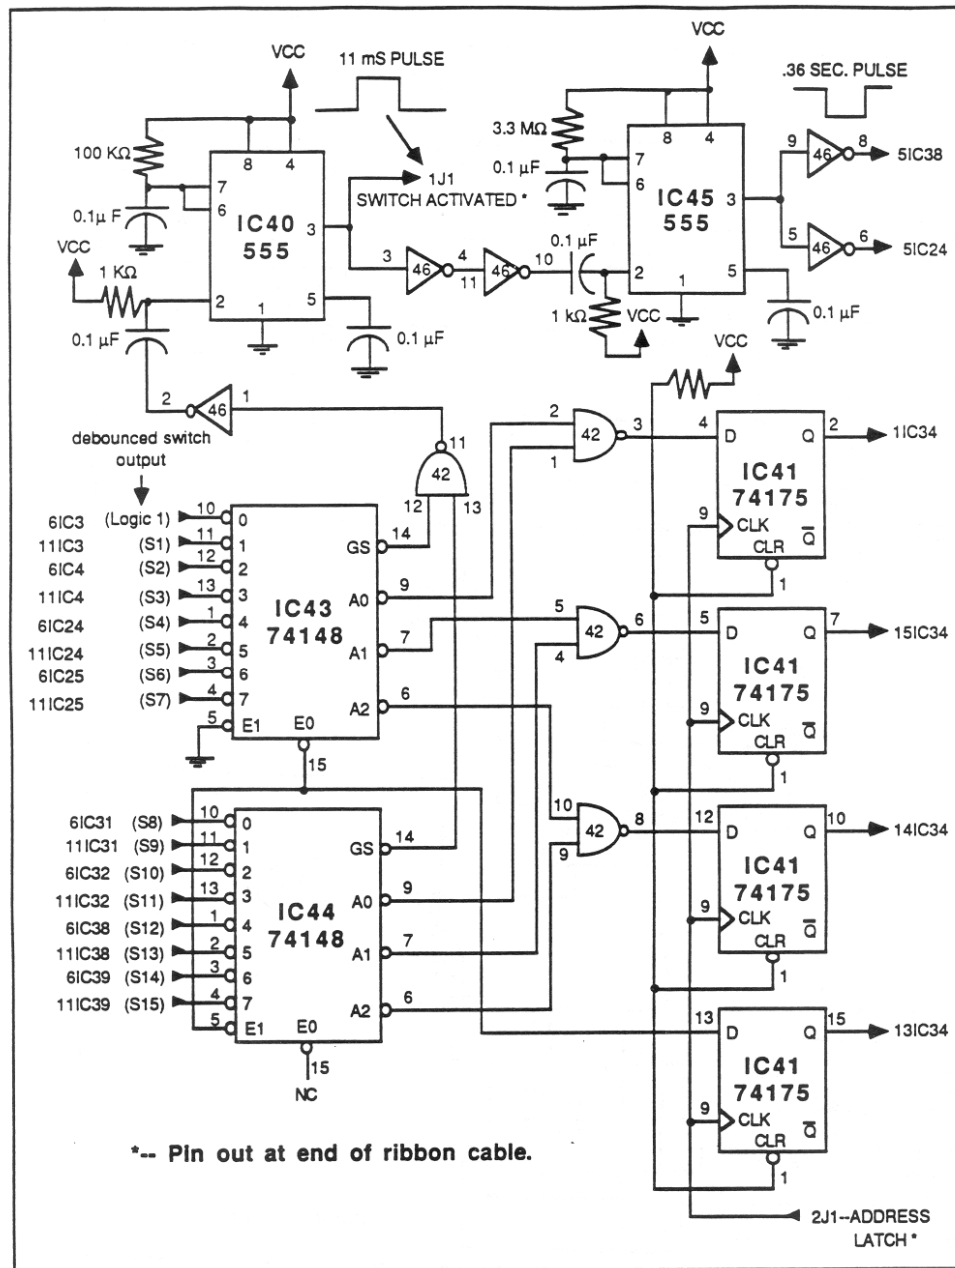 VCC
11 mS PULSE
VCC
.36 SEC. PULSE
100 KΩ
8
4
7
6
0.1µ F
IC40
555
3
1J1
SWITCH ACTIVATED *
VCC
1 KΩ
2
1
5
0.1 µF
0.1 µF
3
46
4
11
46
10
0.1 µF
3.3 MΩ
0.1 µF
8
4
7
6
IC45
555
3
2
1
5
1 kΩ
VCC
0.1 µF
9
46
8
5IC38
5
46
6
5IC24
VCC
2
46
1
debounced switch
output
11
42
12
13
6IC3 (Logic 1) 10 0
11IC3 (S1) 11 1
6IC4 (S2) 12 2
11IC4 (S3) 13 3
6IC24 (S4) 1 4
11IC24 (S5) 2 5
6IC25 (S6) 3 6
11IC25 (S7) 4 7
5 E1
E0
15
IC43
74148
GS 14
A0 9
A1 7
A2 6
6IC31 (S8) 10 0
11IC31 (S9) 11 1
6IC32 (S10) 12 2
11IC32 (S11) 13 3
6IC38 (S12) 1 4
11IC38 (S13) 2 5
6IC39 (S14) 3 6
11IC39 (S15) 4 7
5 E1
E0
15
NC
IC44
74148
GS 14
A0 9
A1 7
A2 6
2
1
42
3
5
4
42
6
10
9
42
8
4 D Q 2
1IC34
IC41
74175
9 CLK Q
CLR
1
5 D Q 7
15IC34
IC41
74175
9 CLK Q
CLR
1
12 D Q 10
14IC34
IC41
74175
9 CLK Q
CLR
1
13 D Q 15
13IC34
IC41
74175
9 CLK Q
CLR
1
2J1--ADDRESS
LATCH *
*-- Pin out at end of ribbon cable.